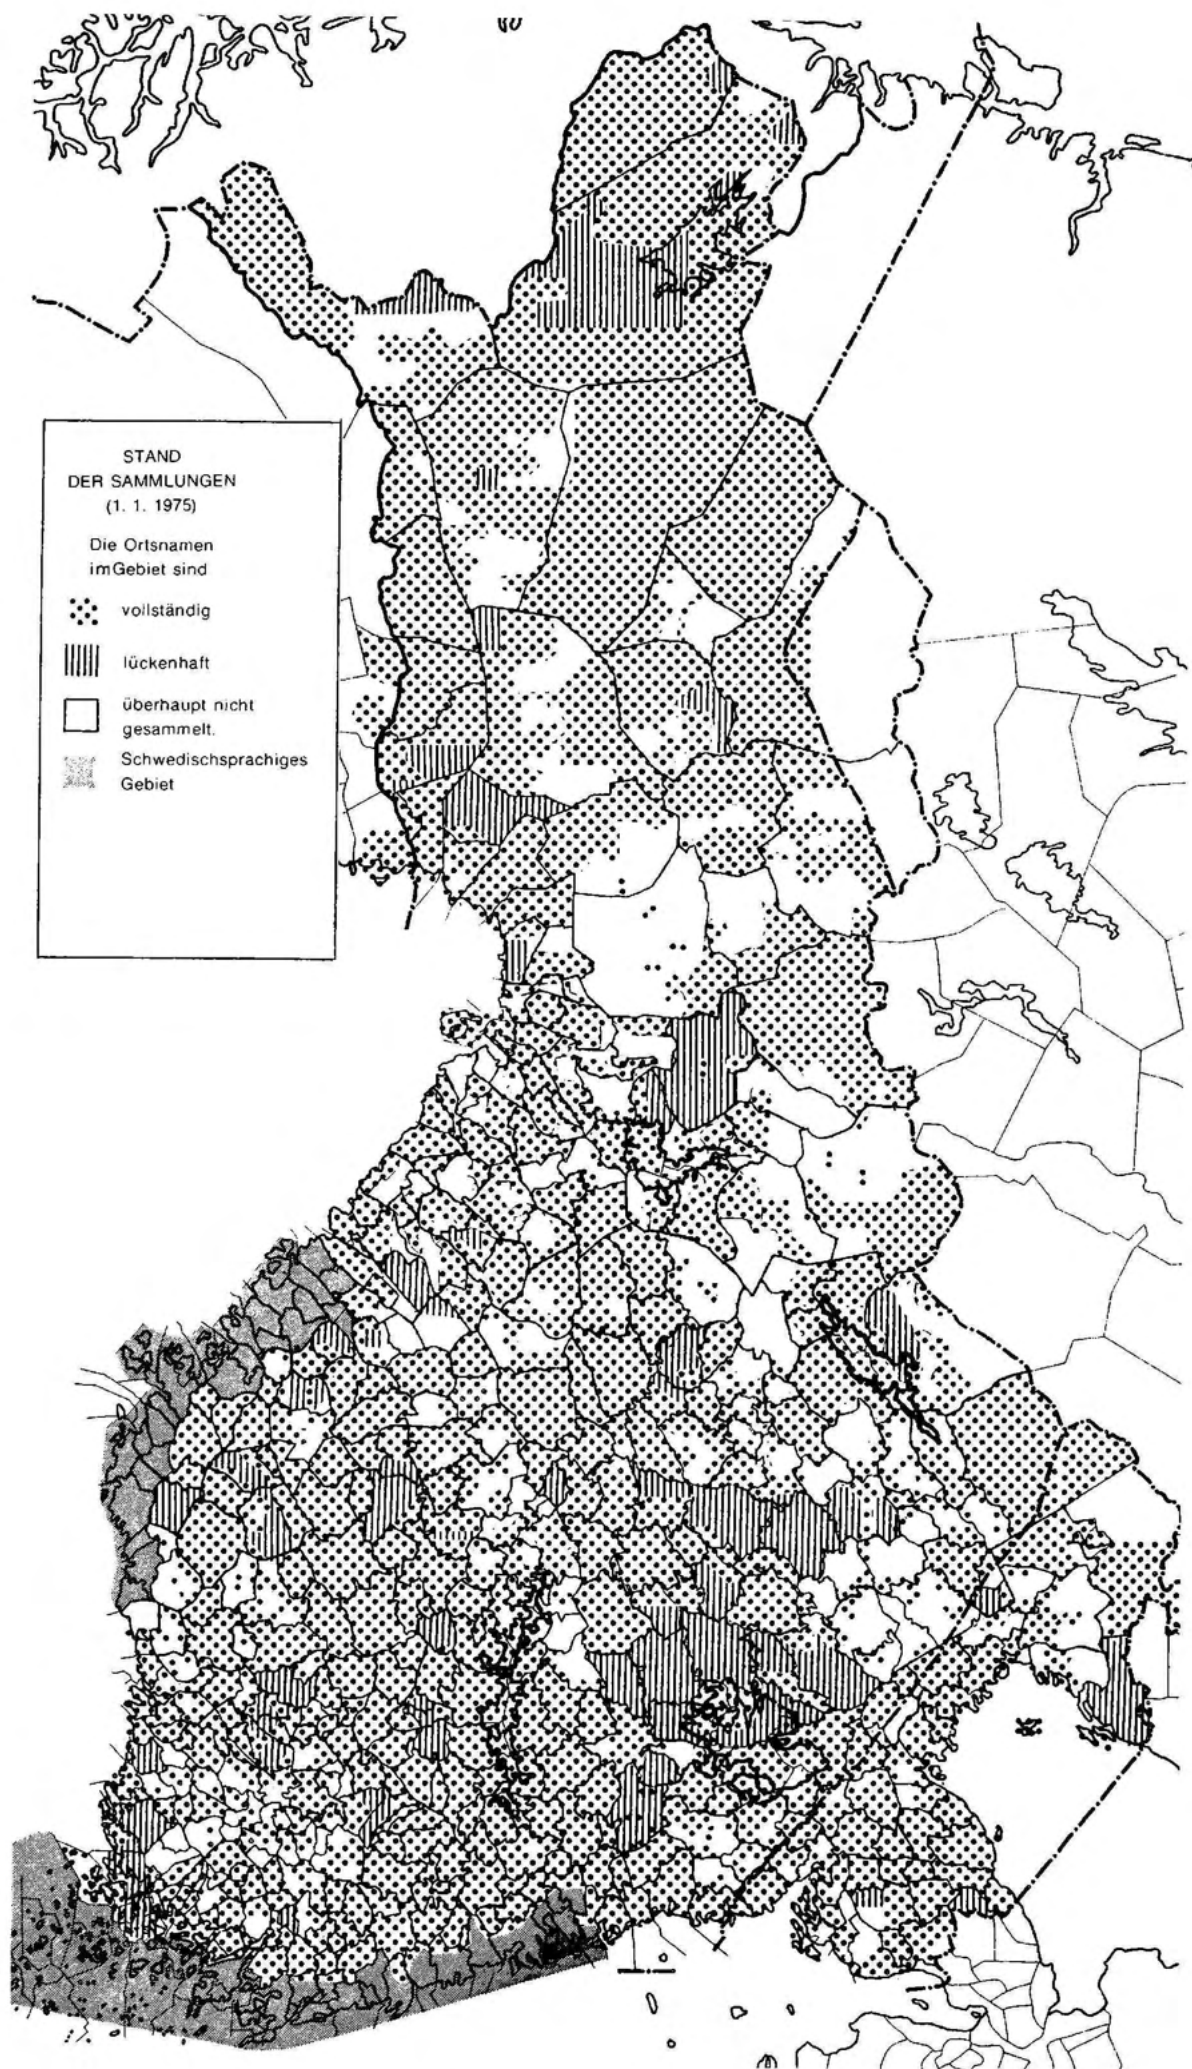 STAND
DER SAMMLUNGEN
(1. 1. 1975)
Die Ortsnamen
imGebiet sind
vollständig
lückenhaft
überhaupt nicht
gesammelt.
Schwedischsprachiges
Gebiet